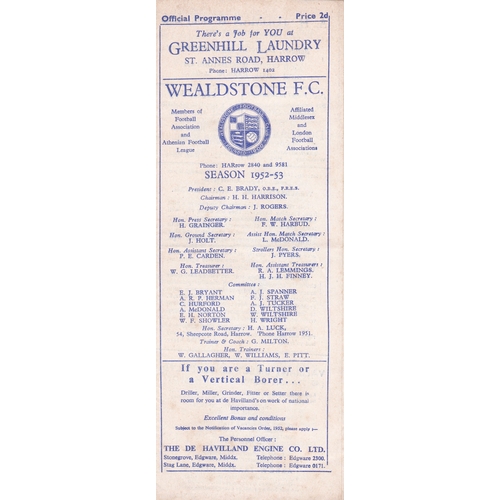 Official Programme - - Price 2d
There's a Job for YOU at
GREENHILL LAUNDRY
ST. ANNES ROAD, HARROW
Phone: HARROW 1402
WEALDSTONE F.C.
Members of
Football
Association
and
Athenian Football
League
Affiliated
Middlesex
and
London
Football
Associations
Phone: HARrow 2840 and 9581
SEASON 1952-53
President : C. E. BRADY, O.B.E., F.R.S.E.
Chairman : H. H. HARRISON.
Deputy Chairman : J. ROGERS.
Hon. Press Secretary :
H. GRAINGER.
Hon. Match Secretary :
F. W. HARBUD.
Hon. Ground Secretary :
J. HOLT.
Assist Hon. Match Secretary :
L. McDONALD.
Hon. Assistant Secretary :
P. E. CARDEN.
Strollers Hon. Secretary :
J. PYERS.
Hon. Treasurer :
W. G. LEADBETTER.
Hon. Assistant Treasurers :
R. A. LEMMINGS.
H. J. H. FINNEY.
Committee :
E. J. BRYANT
A. R. P. HERMAN
C. HURFORD
A. McDONALD
E. H. NORTON
W. F. SHOWLER
A. J. SPANNER
F. J. STRAW
A. J. TUCKER
D. WILTSHIRE
W. WILTSHIRE
H. WRIGHT
Hon. Secretary : H. A. LUCK,
54, Sheepcote Road, Harrow. 'Phone Harrow 1951.
Trainer & Coach : G. MILTON.
Hon. Trainers :
W. GALLAGHER, W. WILLIAMS, E. PITT.
If you are a Turner or
a Vertical Borer...
Driller, Miller, Grinder, Fitter or Setter there is
room for you at de Havilland's on work of national
importance.
Excellent Bonus and conditions
Subject to the Notification of Vacancies Order, 1952, please apply :-
The Personnel Officer :
THE DE HAVILLAND ENGINE CO. LTD.
Stonegrove, Edgware, Middx. Telephone : Edgware 2300.
Stag Lane, Edgware, Middx. Telephone : Edgware 0171.